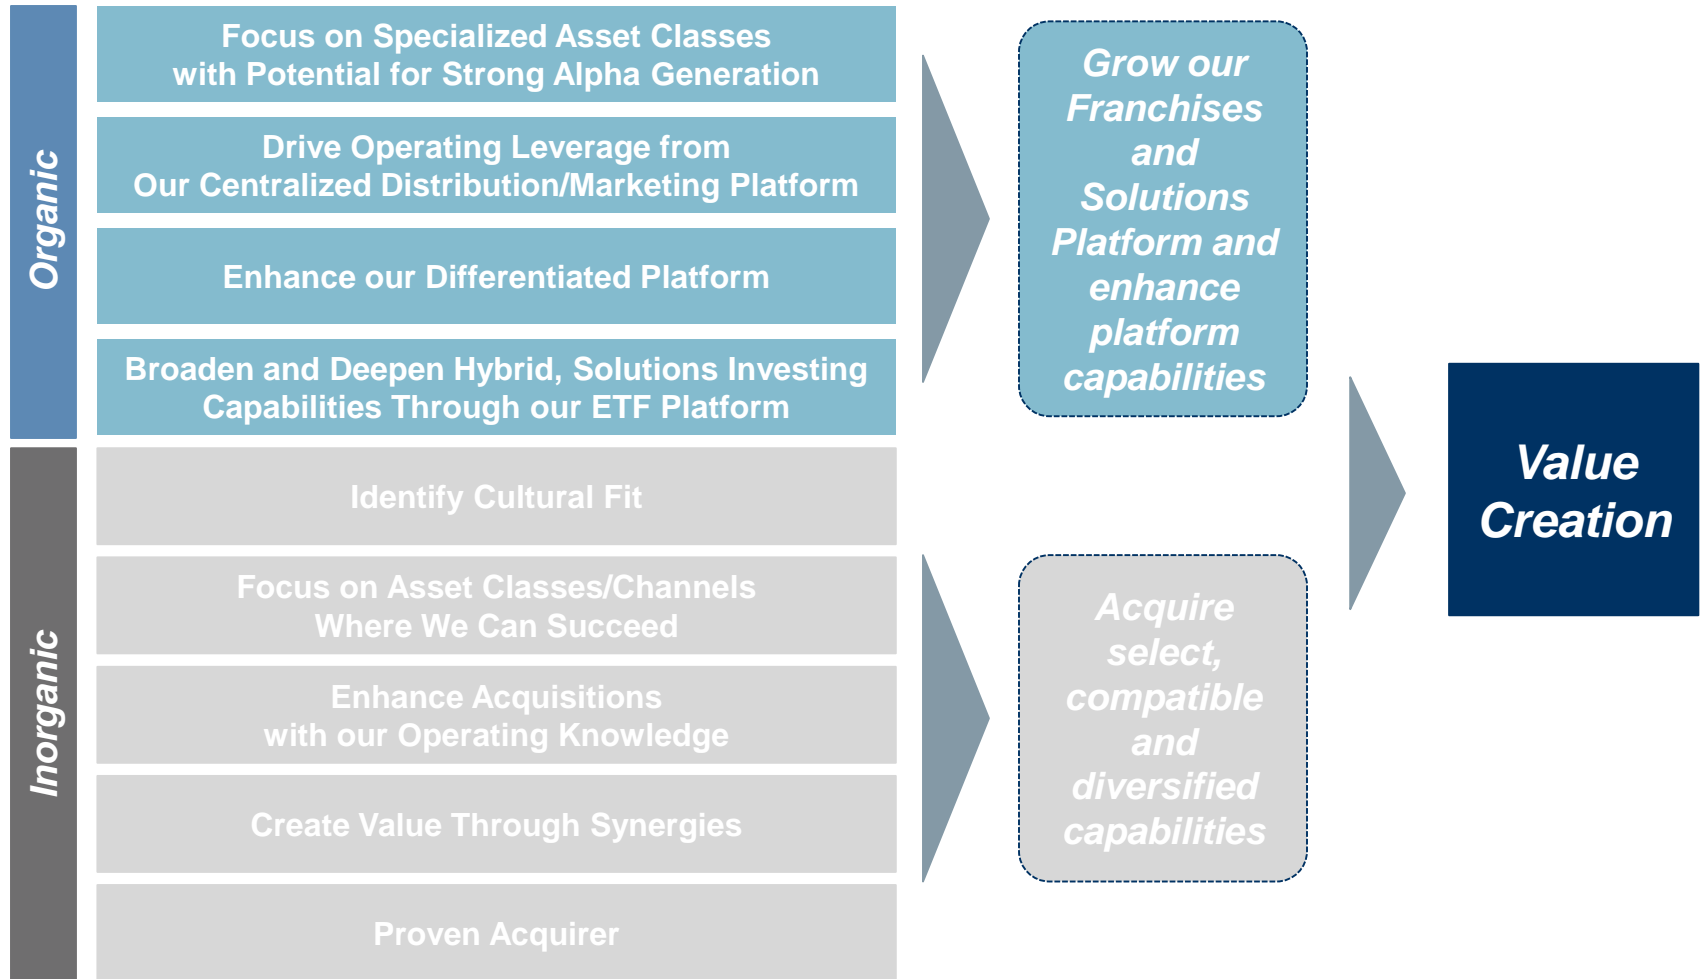 Organic
Focus on Specialized Asset Classes
with Potential for Strong Alpha Generation
Drive Operating Leverage from
Our Centralized Distribution/Marketing Platform
Enhance our Differentiated Platform
Broaden and Deepen Hybrid, Solutions Investing
Capabilities Through our ETF Platform
Grow our
Franchises
and
Solutions
Platform and
enhance
platform
capabilities
Inorganic
Identify Cultural Fit
Focus on Asset Classes/Channels
Where We Can Succeed
Enhance Acquisitions
with our Operating Knowledge
Create Value Through Synergies
Proven Acquirer
Acquire
select,
compatible
and
diversified
capabilities
Value
Creation